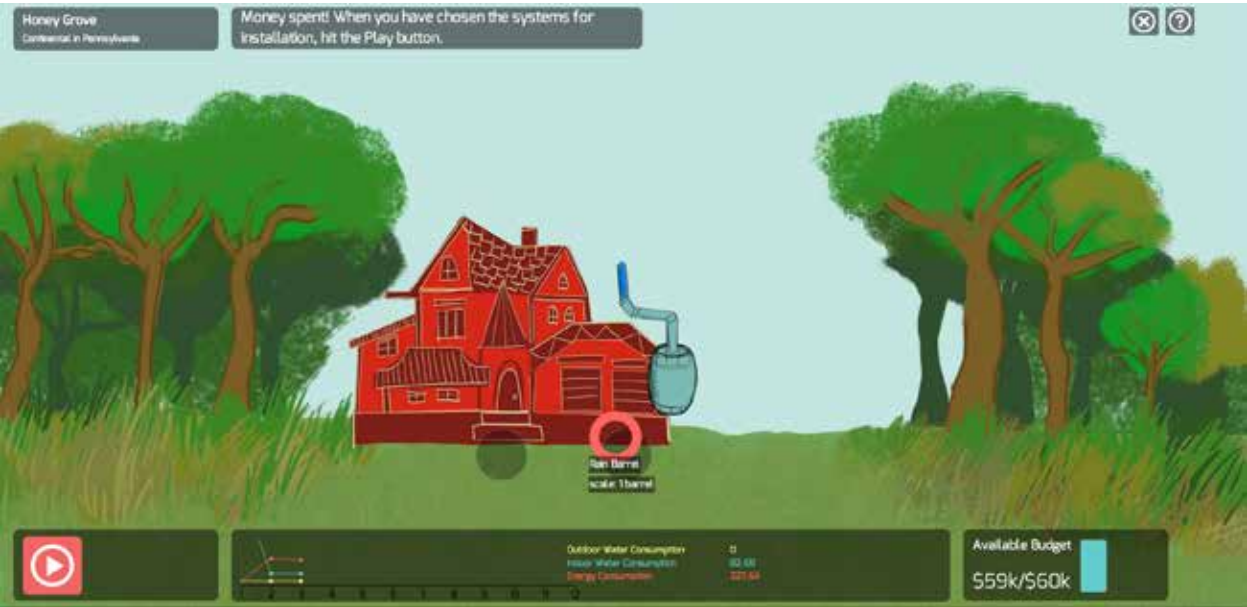 Honey Grove
Continental in Pennsylvania
Money spent! When you have chosen the systems for
installation, hit the Play button.
Rain Barrel
scale: 1 barrel
Outdoor Water Consumption 0
Indoor Water Consumption
Energy Consumption
Available Budget
$59k/$60k